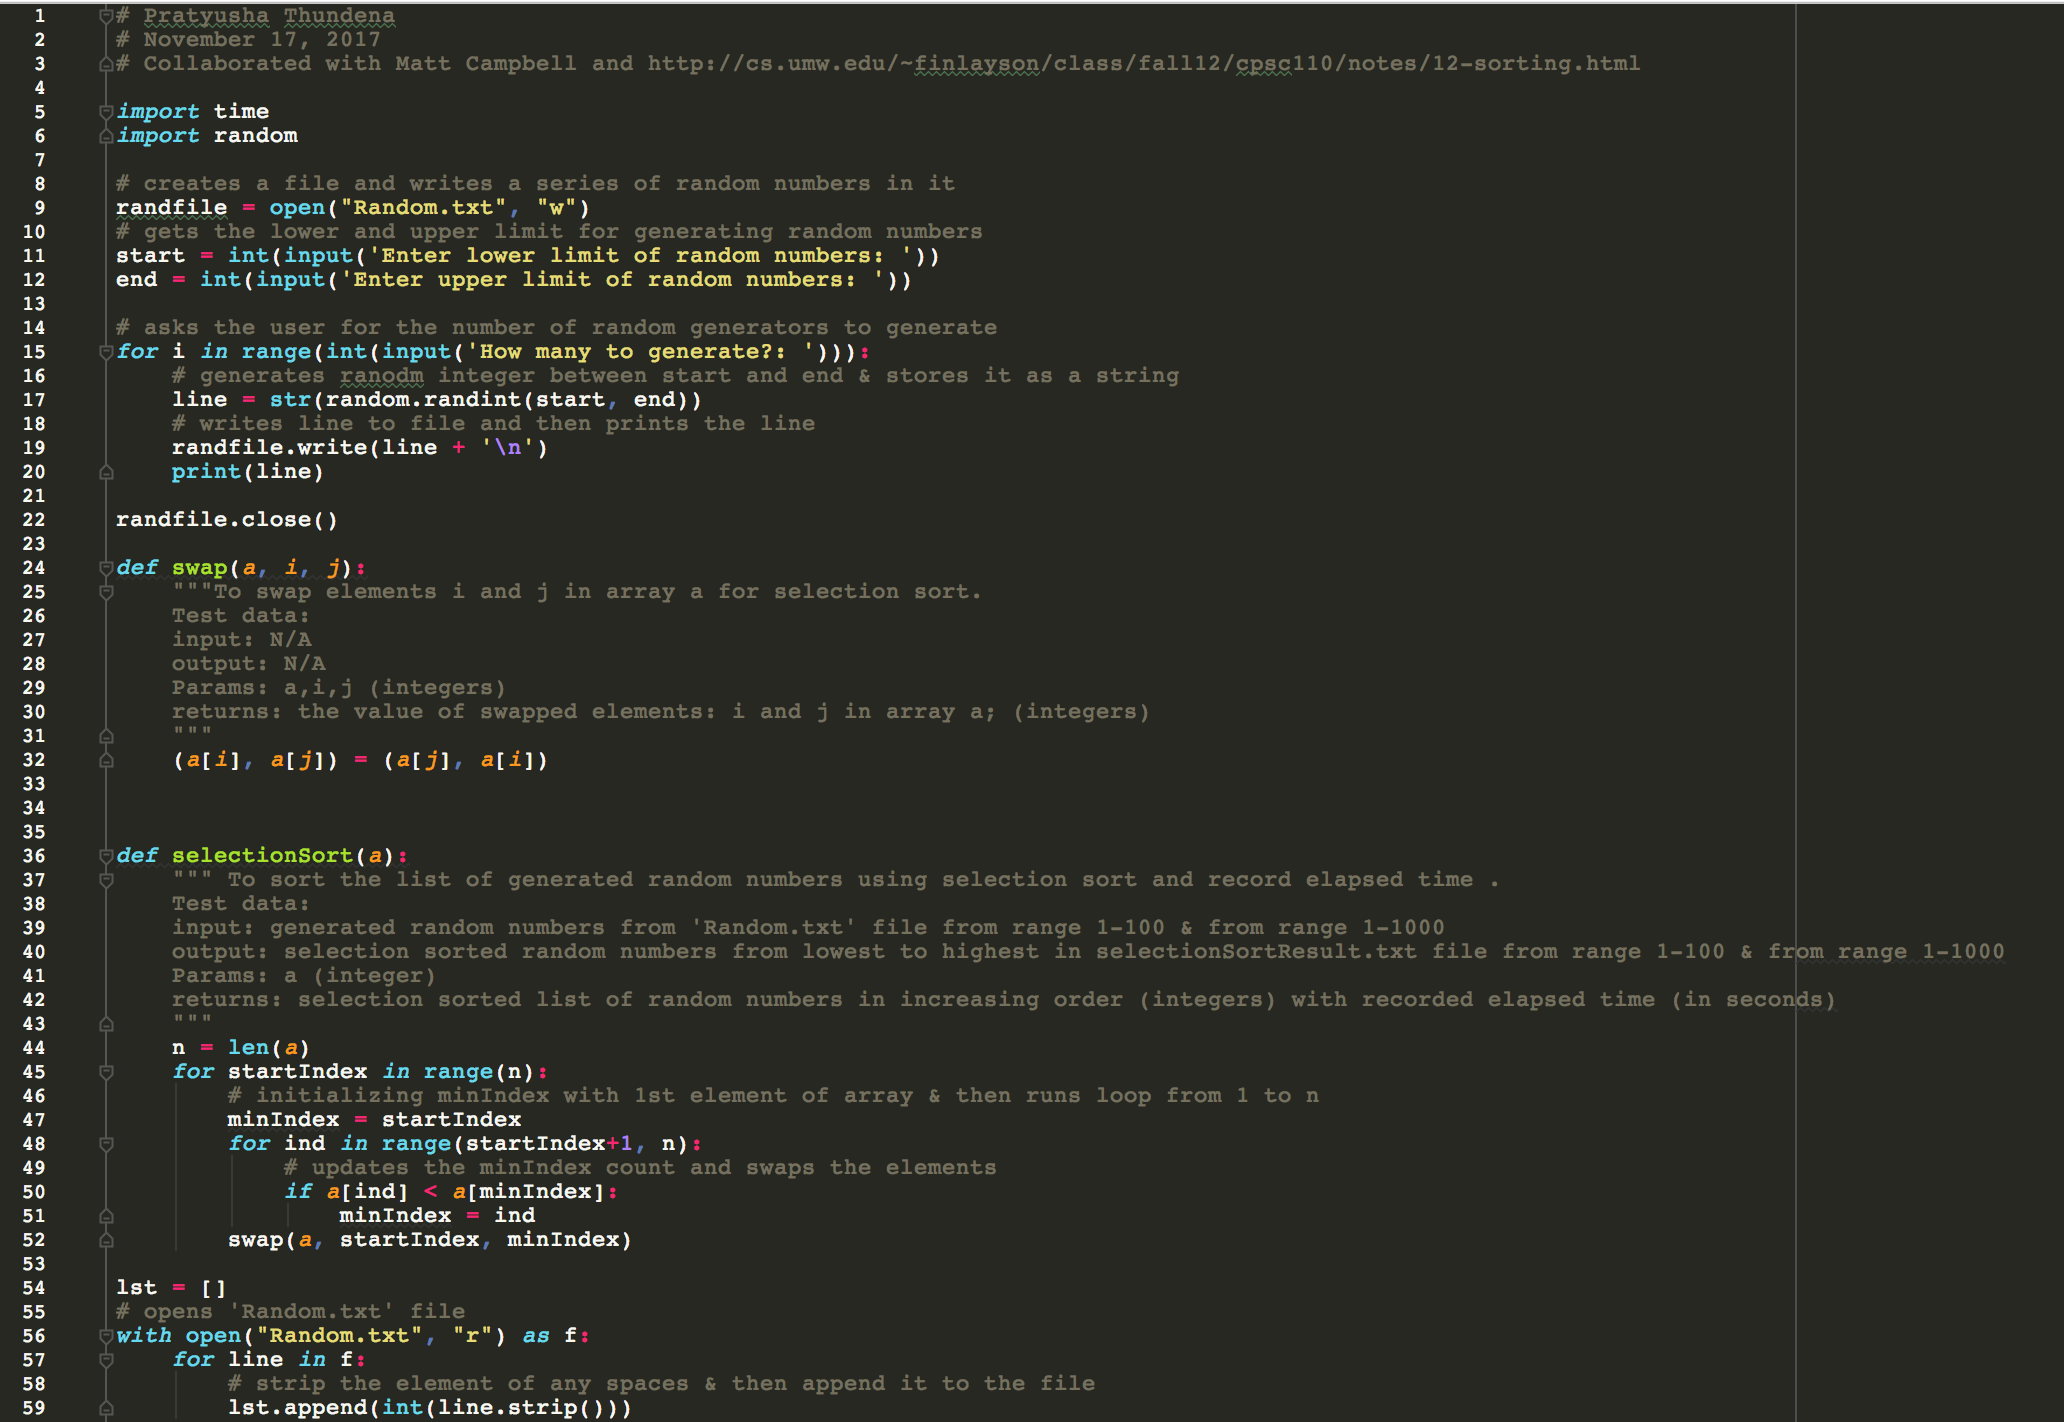 1 # Pratyusha Thundena
2 # November 17, 2017
3 # Collaborated with Matt Campbell and http://cs.umw.edu/~finlayson/class/fall12/cpsc110/notes/12-sorting.html
4
5 import time
6 import random
7
8 # creates a file and writes a series of random numbers in it
9 randfile = open("Random.txt", "w")
10 # gets the lower and upper limit for generating random numbers
11 start = int(input('Enter lower limit of random numbers: '))
12 end = int(input('Enter upper limit of random numbers: '))
13
14 # asks the user for the number of random generators to generate
15 for i in range(int(input('How many to generate?: '))):
16     # generates ranodm integer between start and end & stores it as a string
17     line = str(random.randint(start, end))
18     # writes line to file and then prints the line
19     randfile.write(line + '\n')
20     print(line)
21
22 randfile.close()
23
24 def swap(a, i, j):
25     """To swap elements i and j in array a for selection sort.
26     Test data:
27     input: N/A
28     output: N/A
29     Params: a,i,j (integers)
30     returns: the value of swapped elements: i and j in array a; (integers)
31     """
32     (a[i], a[j]) = (a[j], a[i])
33
34
35
36 def selectionSort(a):
37     """ To sort the list of generated random numbers using selection sort and record elapsed time .
38     Test data:
39     input: generated random numbers from 'Random.txt' file from range 1-100 & from range 1-1000
40     output: selection sorted random numbers from lowest to highest in selectionSortResult.txt file from range 1-100 & from range 1-1000
41     Params: a (integer)
42     returns: selection sorted list of random numbers in increasing order (integers) with recorded elapsed time (in seconds)
43     """
44     n = len(a)
45     for startIndex in range(n):
46         # initializing minIndex with 1st element of array & then runs loop from 1 to n
47         minIndex = startIndex
48         for ind in range(startIndex+1, n):
49             # updates the minIndex count and swaps the elements
50             if a[ind] < a[minIndex]:
51                 minIndex = ind
52         swap(a, startIndex, minIndex)
53
54 lst = []
55 # opens 'Random.txt' file
56 with open("Random.txt", "r") as f:
57     for line in f:
58         # strip the element of any spaces & then append it to the file
59         lst.append(int(line.strip()))